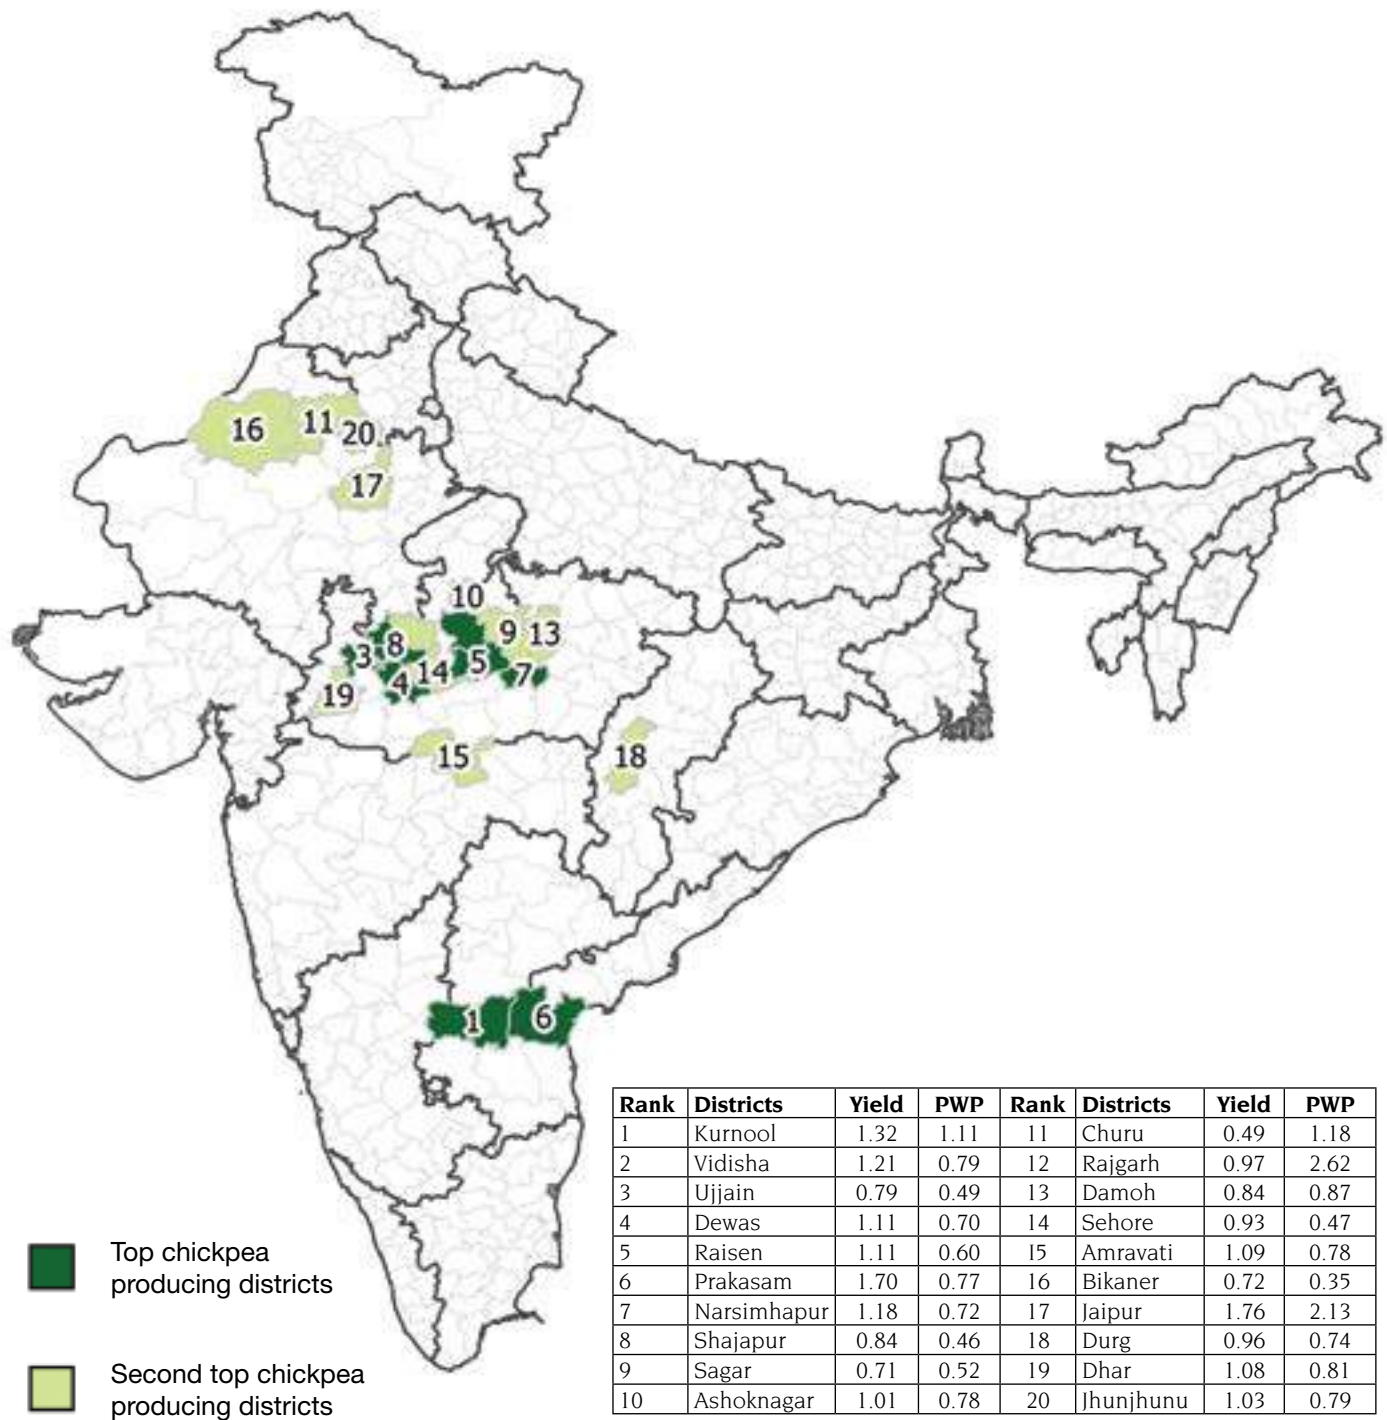 16
11
20
17
10
9
13
8
3
5
14
7
4
19
15
18
1
6
Rank Districts Yield PWP Rank Districts Yield PWP
1 Kurnool 1.32 1.11 11 Churu 0.49 1.18
2 Vidisha 1.21 0.79 12 Rajgarh 0.97 2.62
3 Ujjain 0.79 0.49 13 Damoh 0.84 0.87
4 Dewas 1.11 0.70 14 Sehore 0.93 0.47
5 Raisen 1.11 0.60 I5 Amravati 1.09 0.78
6 Prakasam 1.70 0.77 16 Bikaner 0.72 0.35
7 Narsimhapur 1.18 0.72 17 Jaipur 1.76 2.13
8 Shajapur 0.84 0.46 18 Durg 0.96 0.74
9 Sagar 0.71 0.52 19 Dhar 1.08 0.81
10 Ashoknagar 1.01 0.78 20 Jhunjhunu 1.03 0.79
Top chickpea
producing districts
Second top chickpea
producing districts